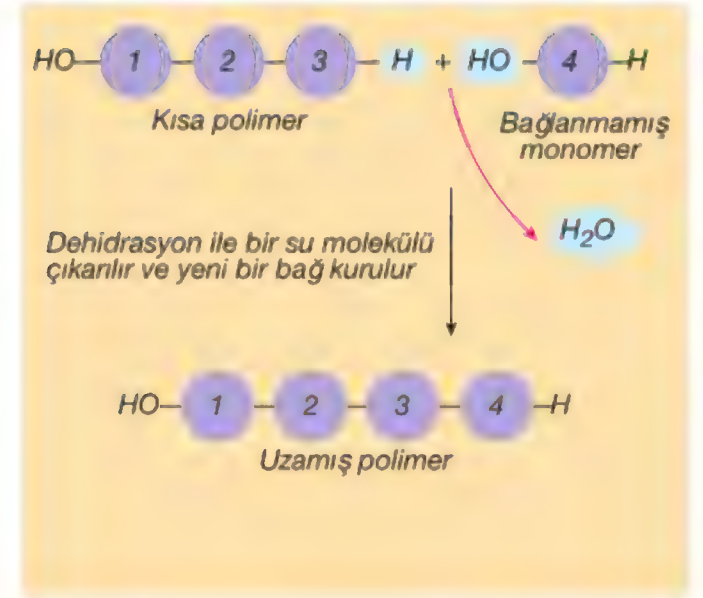 HO 1 2 3 H + HO 4 H
Kısa polimer
Bağlanmamış
monomer
H₂O
Dehidrasyon ile bir su molekülü
çıkarılır ve yeni bir bağ kurulur
HO 1 2 3 4 H
Uzamış polimer